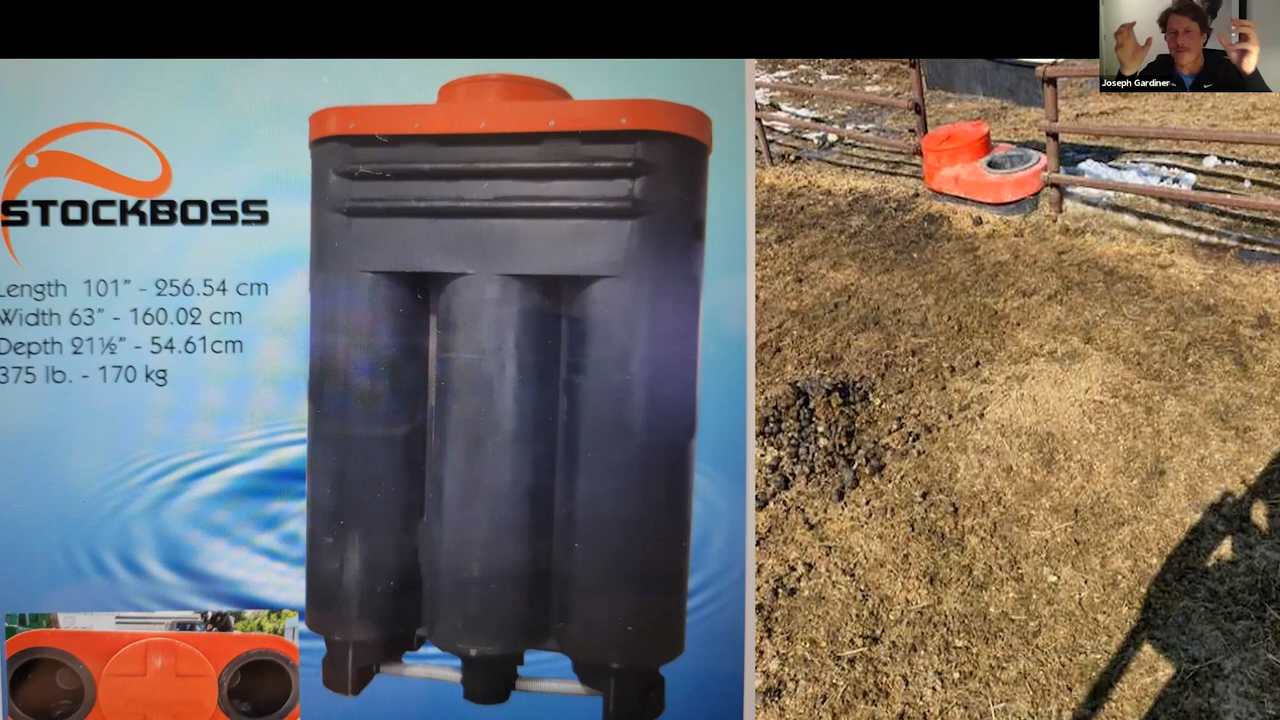 Joseph Gardiner
STOCKBOSS
Length 101” - 256.54 cm
Width 63” - 160.02 cm
Depth 21½” - 54.61cm
375 lb. - 170 kg